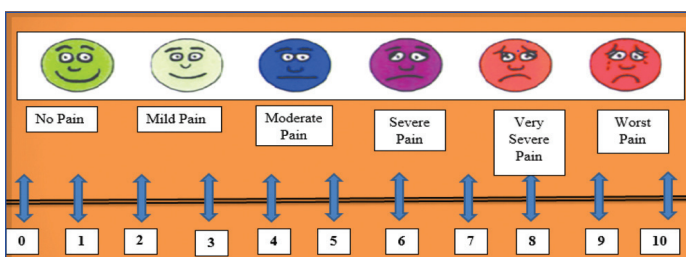 No Pain
Mild Pain
Moderate
Pain
Severe
Pain
Very
Severe
Pain
Worst
Pain
0 1 2 3 4 5 6 7 8 9 10